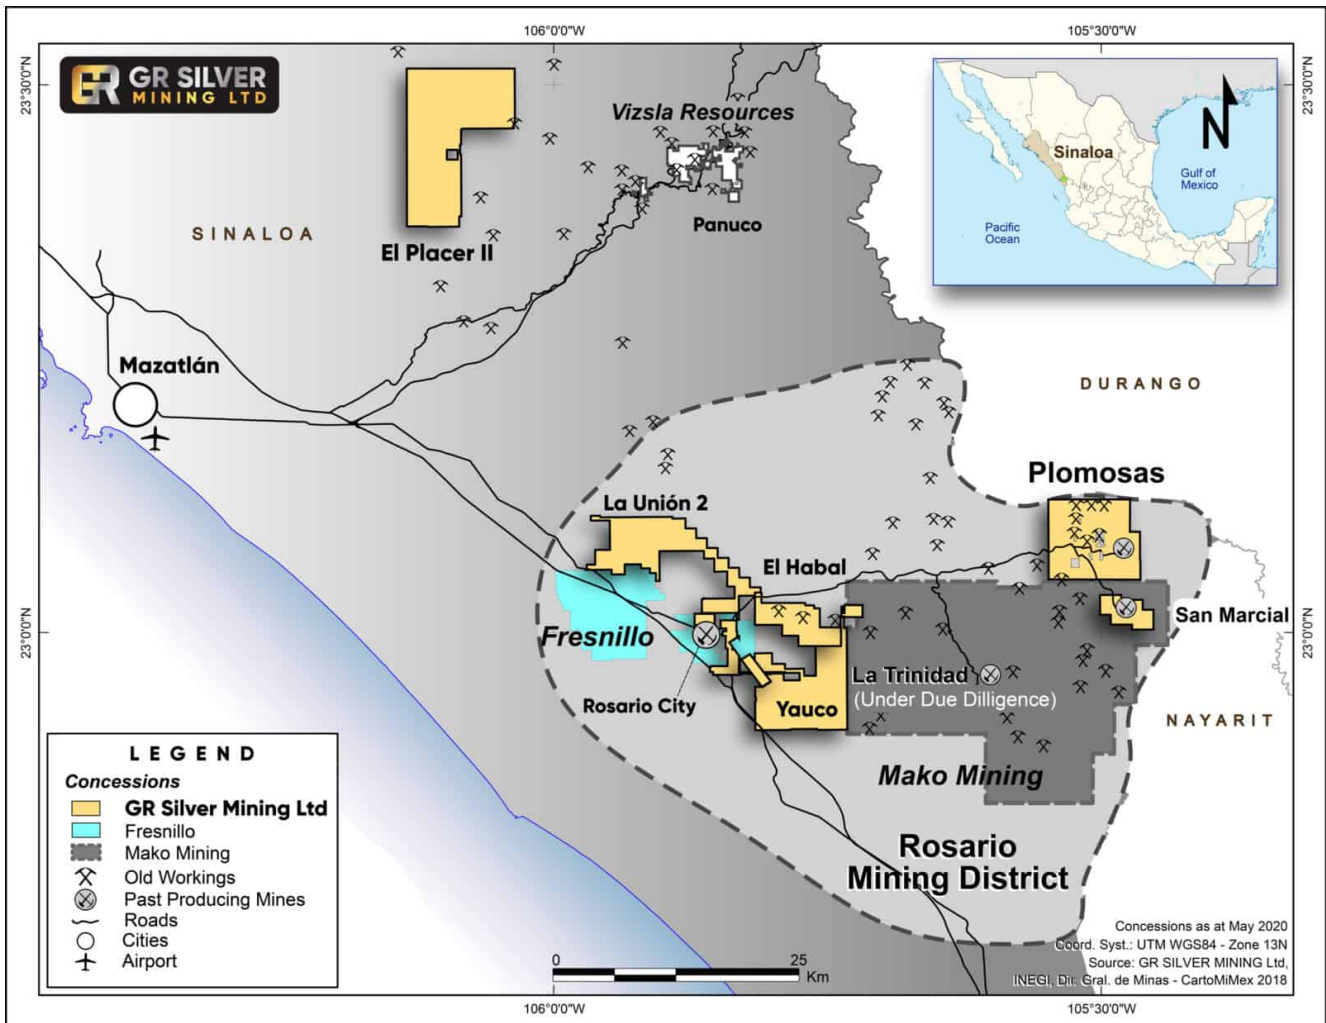 106°0'0"W
105°30'0"W
GR SILVER
MINING LTD
23°30'0"N
23°30'0"N
Vizsla Resources
N
Sinaloa
Gulf of
Mexico
Pacific
Ocean
SINALOA
El Placer II
Panuco
Mazatlán
DURANGO
Plomosas
La Unión 2
El Habal
San Marcial
23°0'0"N
23°0'0"N
Fresnillo
La Trinidad
(Under Due Dilligence)
Rosario City
Yauco
NAYARIT
Mako Mining
Rosario
Mining District
LEGEND
Concessions
GR Silver Mining Ltd
Fresnillo
Mako Mining
Old Workings
Past Producing Mines
Roads
Cities
Airport
0 25
Km
Concessions as at May 2020
Coord. Syst.: UTM WGS84 - Zone 13N
Source: GR SILVER MINING Ltd,
INEGI, Dir. Gral. de Minas - CartoMiMex 2018
106°0'0"W
105°30'0"W